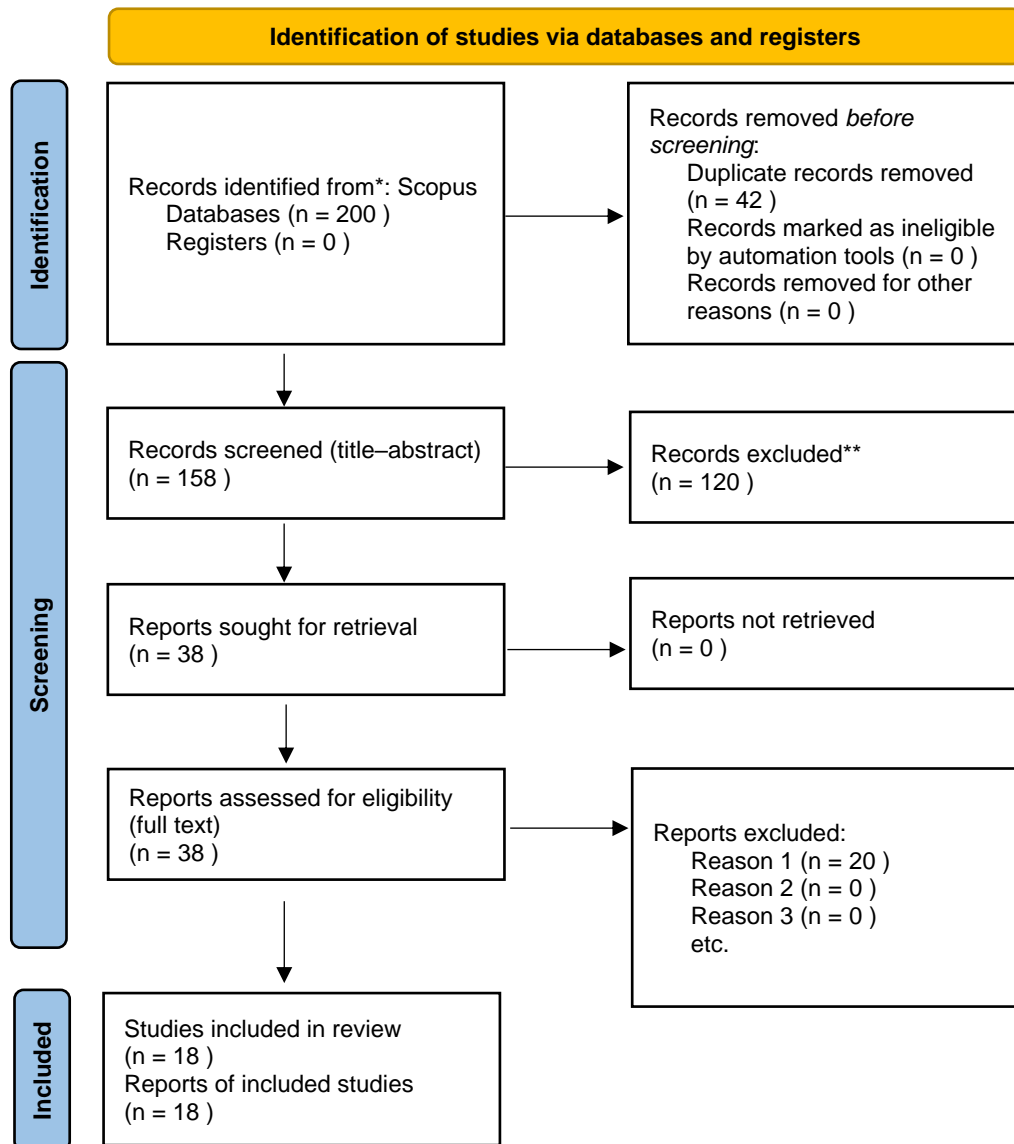 Identification of studies via databases and registers
Identification
Records identified from*: Scopus
Databases (n = 200 )
Registers (n = 0 )
Records removed before
screening:
Duplicate records removed
(n = 42 )
Records marked as ineligible
by automation tools (n = 0 )
Records removed for other
reasons (n = 0 )
Screening
Records screened (title–abstract)
(n = 158 )
Records excluded**
(n = 120 )
Reports sought for retrieval
(n = 38 )
Reports not retrieved
(n = 0 )
Reports assessed for eligibility
(full text)
(n = 38 )
Reports excluded:
Reason 1 (n = 20 )
Reason 2 (n = 0 )
Reason 3 (n = 0 )
etc.
Included
Studies included in review
(n = 18 )
Reports of included studies
(n = 18 )